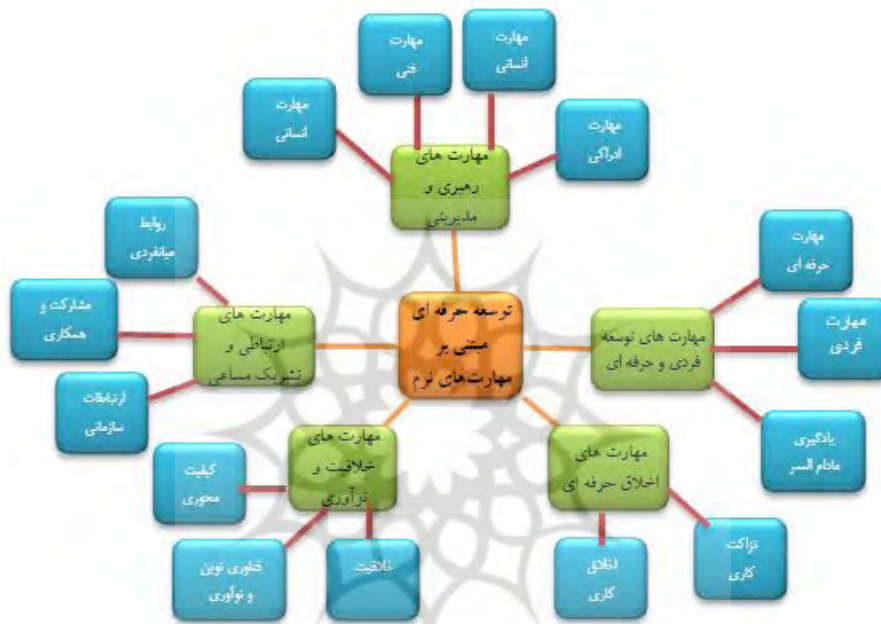 مهارت
انسانی
مهارت
فنی
مهارت
انسانی
مهارت
ادراکی
مهارت های
رهبری و
مدیریتی
روابط
میانفردی
مشارکت و
همکاری
ارتباطات
سازمانی
مهارت های
ارتباطی و
تشریک مساعی
توسعه حرفه ای
مبتنی بر
مهارت‌های نرم
مهارت های توسعه
فردی و حرفه ای
مهارت
حرفه ای
مهارت
فردی
یادگیری
مادام العمر
مهارت های
خلاقیت و
نوآوری
کیفیت
محوری
فناوری نوین
و نوآوری
خلاقیت
مهارت های
اخلاق حرفه ای
اخلاق
کاری
نزاکت
کاری